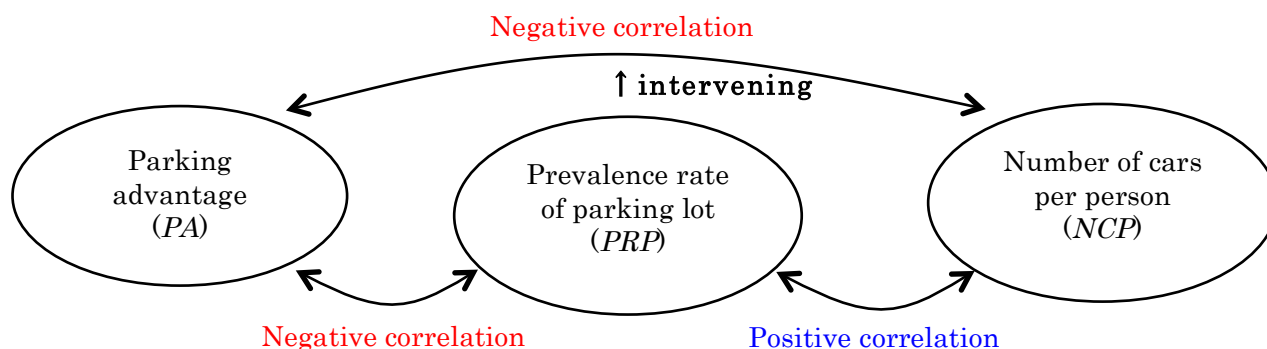 Negative correlation
↑ intervening
Parking
advantage
(PA)
Prevalence rate
of parking lot
(PRP)
Number of cars
per person
(NCP)
Negative correlation
Positive correlation